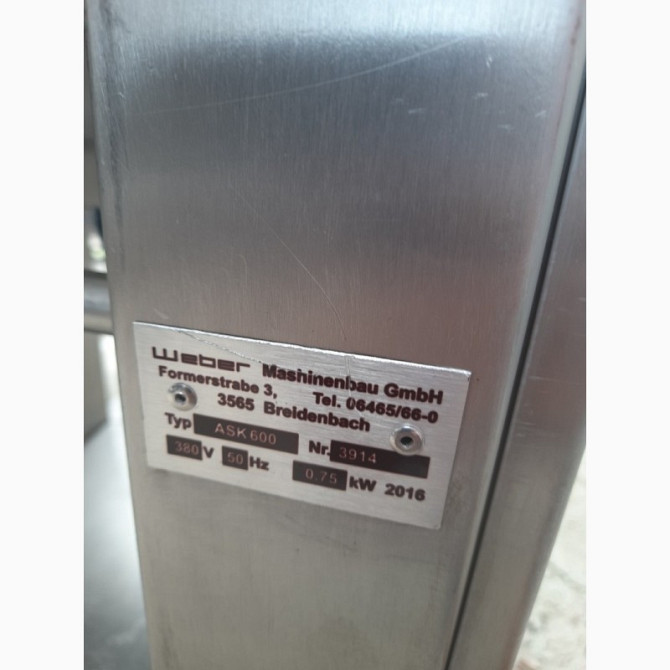 Weber Mashinenbau GmbH
Formerstrabe 3, Tel. 06465/66-0
3565 Breidenbach
Typ ASK600 Nr. 3914
380 V 50 Hz 0.75 kW 2016